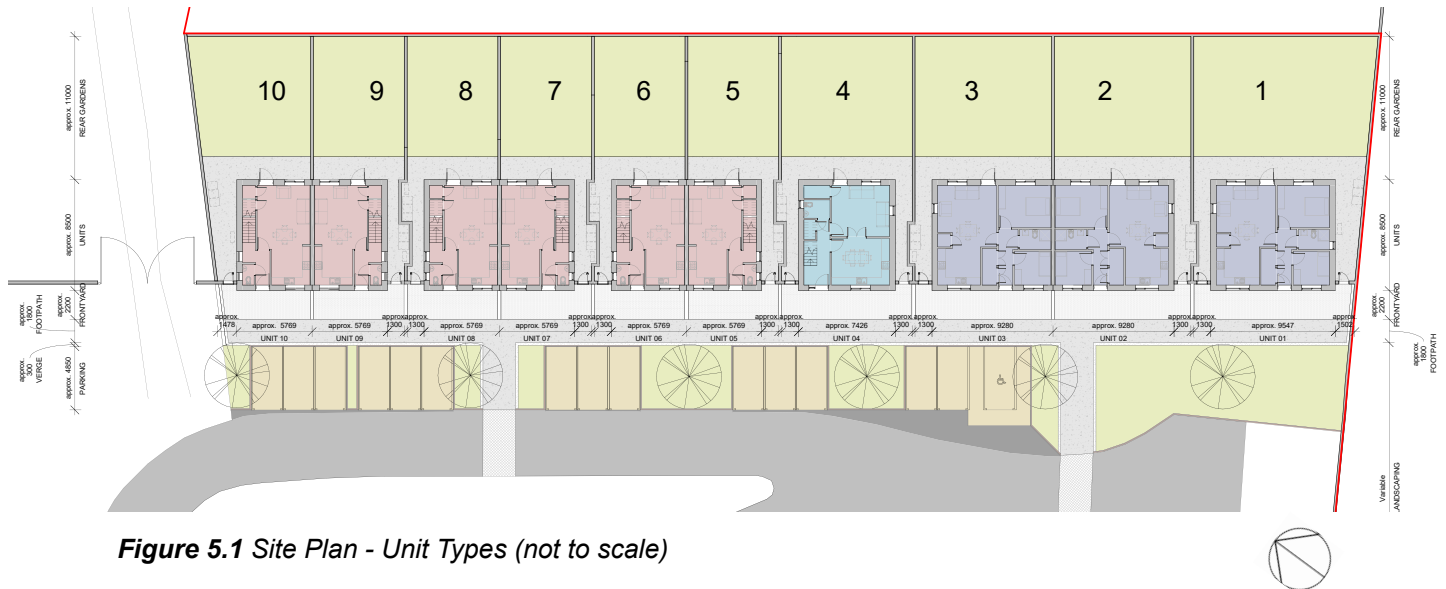 10 9 8 7 6 5 4 3 2 1
approx. 11000
REAR GARDENS
approx. 8500
UNITS
approx. 2200
FRONTYARD
approx. 1800
FOOTPATH
approx. 300
VERGE
approx. 4850
PARKING
approx. 1478
approx. 5769
approx. 5769
approx. 1300
approx. 1300
approx. 5769
approx. 5769
approx. 1300
approx. 1300
approx. 5769
approx. 5769
approx. 1300
approx. 1300
approx. 7426
approx. 1300
approx. 1300
approx. 9280
approx. 9280
approx. 1300
approx. 1300
approx. 9547
approx. 1502
UNIT 10
UNIT 09
UNIT 08
UNIT 07
UNIT 06
UNIT 05
UNIT 04
UNIT 03
UNIT 02
UNIT 01
approx. 11000
REAR GARDENS
approx. 8500
UNITS
approx. 2200
FRONTYARD
approx. 1800
FOOTPATH
Variable
LANDSCAPING
Figure 5.1 Site Plan - Unit Types (not to scale)